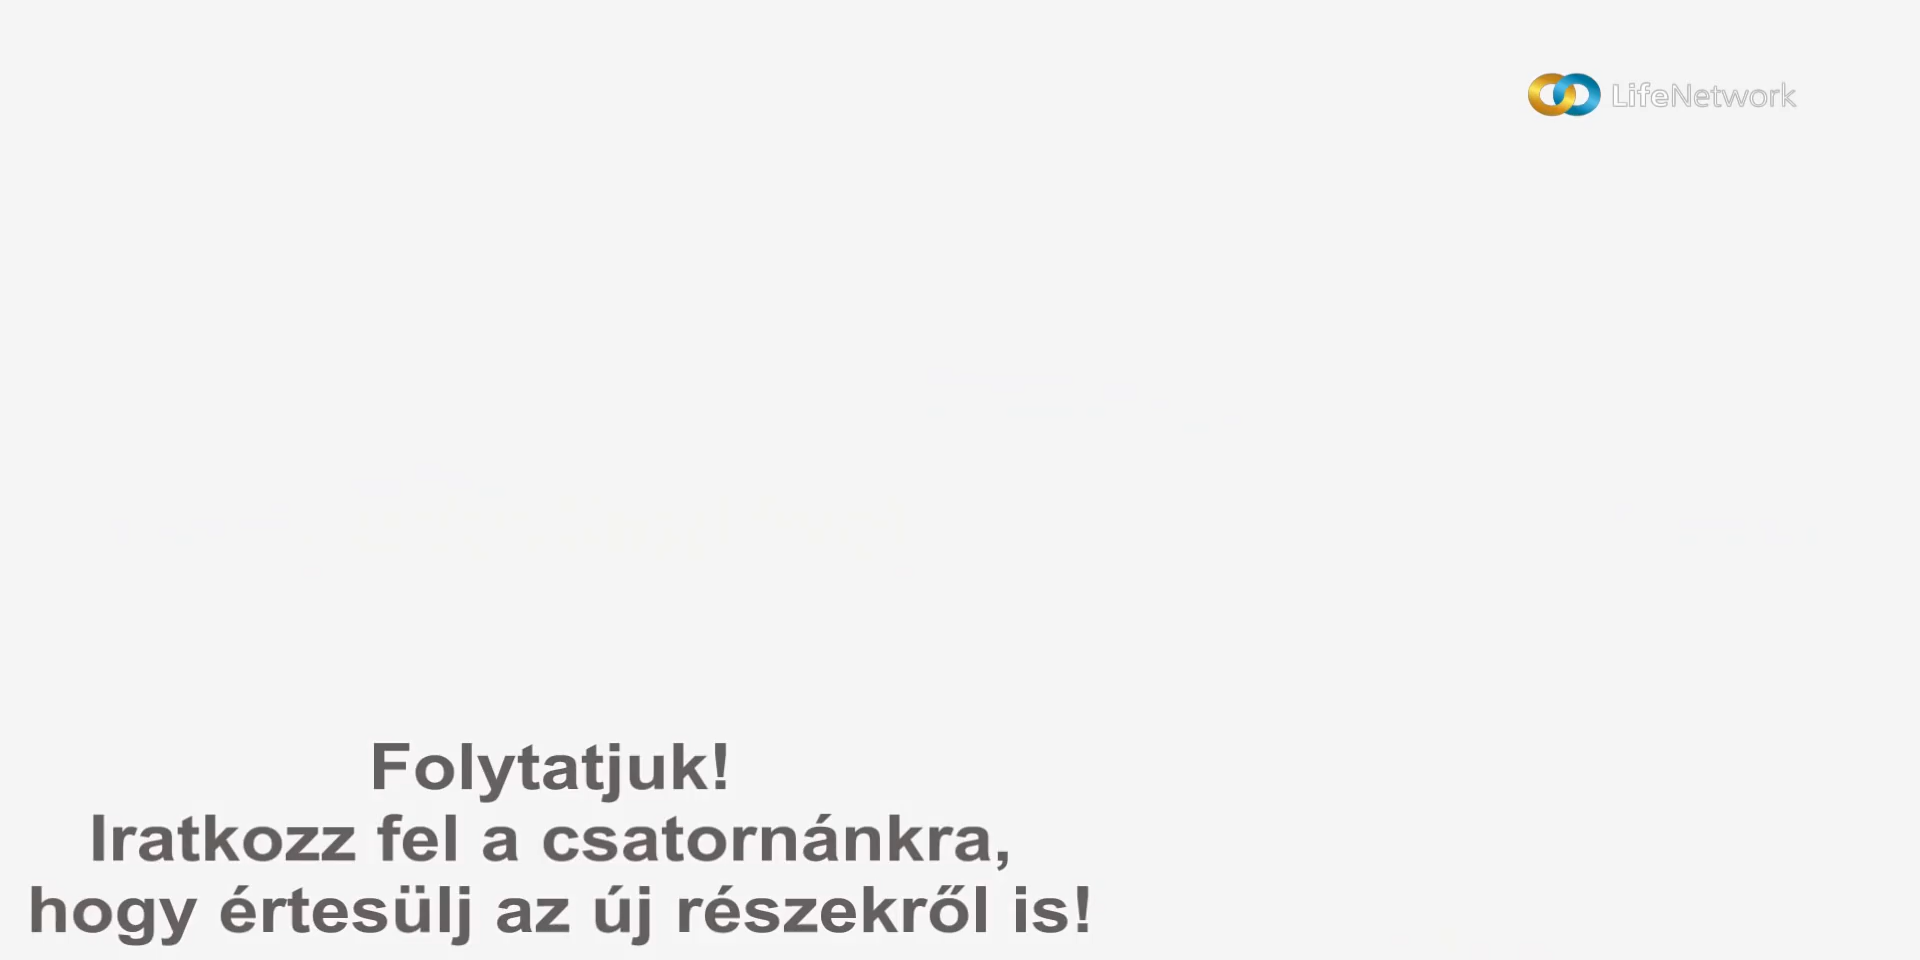 LifeNetwork
Folytatjuk!
Iratkozz fel a csatornánkra,
hogy értesülj az új részekről is!